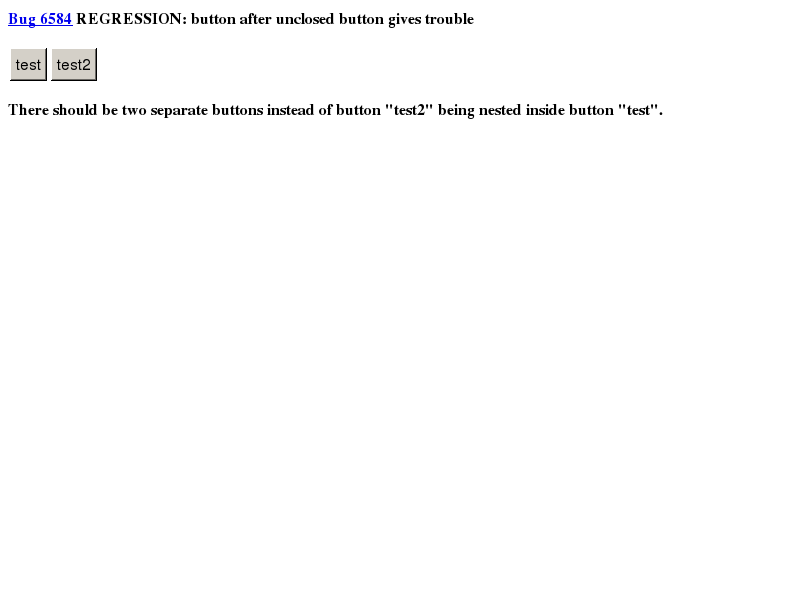 Bug 6584 REGRESSION: button after unclosed button gives trouble
test test2
There should be two separate buttons instead of button "test2" being nested inside button "test".